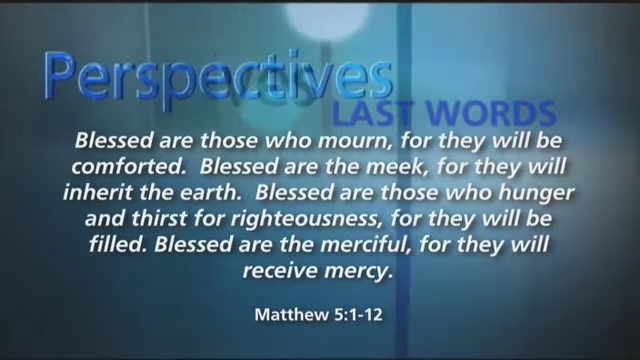 Perspectives
LAST WORDS
Blessed are those who mourn, for they will be
comforted.  Blessed are the meek, for they will
inherit the earth.  Blessed are those who hunger
and thirst for righteousness, for they will be
filled. Blessed are the merciful, for they will
receive mercy.
Matthew 5:1-12